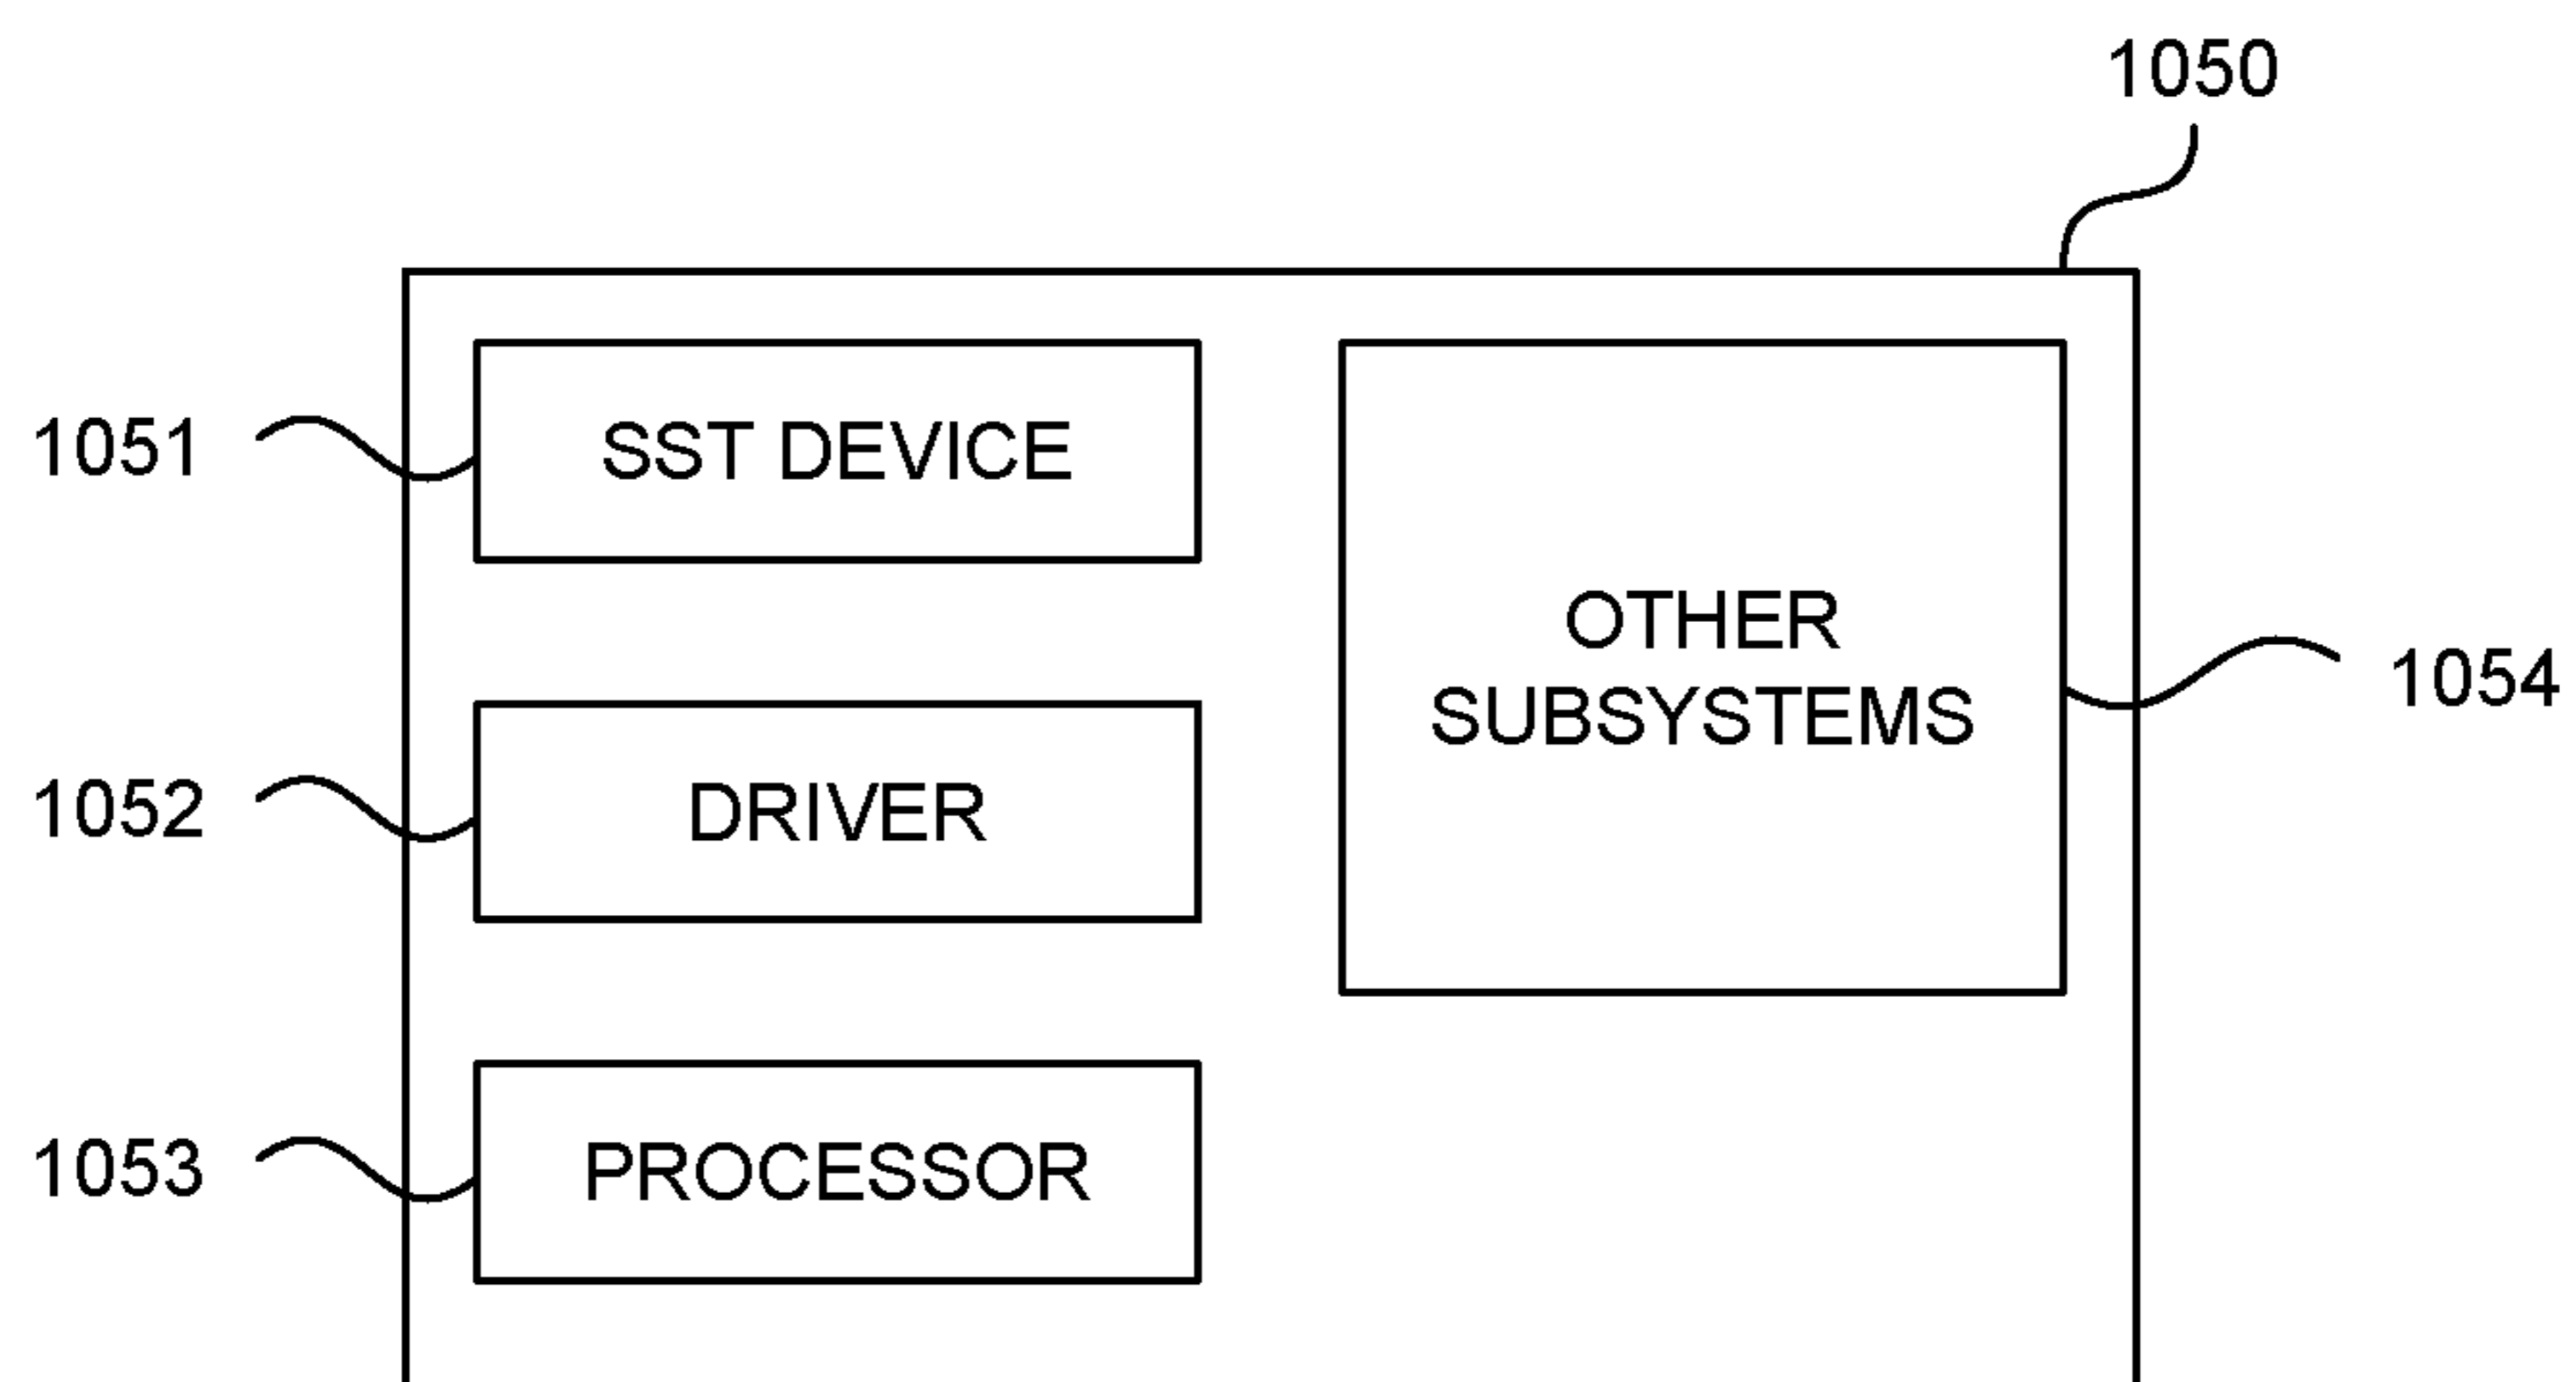 1050
1051
SST DEVICE
OTHER
SUBSYSTEMS
1054
1052
DRIVER
1053
PROCESSOR